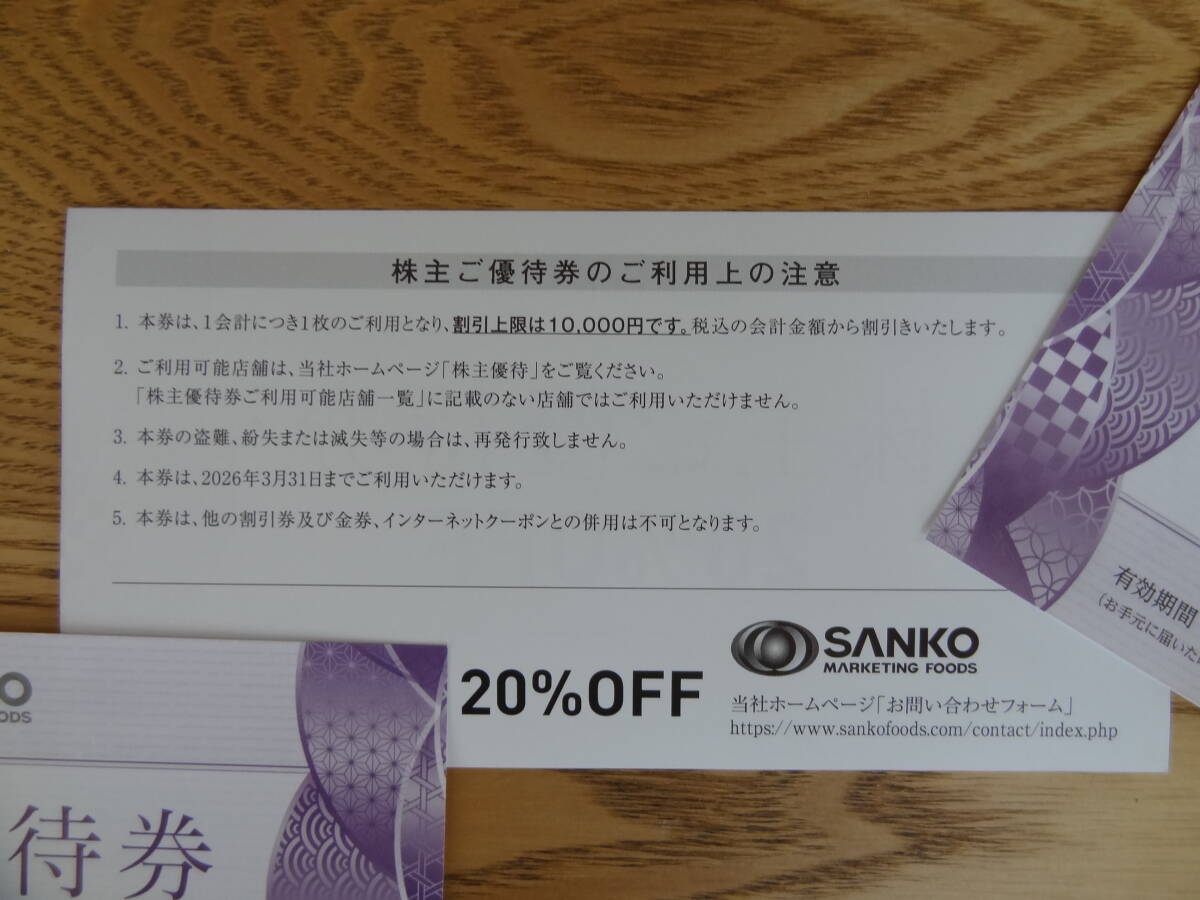 株主ご優待券のご利用上の注意
1. 本券は、1会計につき1枚のご利用となり、割引上限は10,000円です。税込の会計金額から割引きいたします。
2. ご利用可能店舗は、当社ホームページ「株主優待」をご覧ください。
「株主優待券ご利用可能店舗一覧」に記載のない店舗ではご利用いただけません。
3. 本券の盗難、紛失または滅失等の場合は、再発行致しません。
4. 本券は、2026年3月31日までご利用いただけます。
5. 本券は、他の割引券及び金券、インターネットクーポンとの併用は不可となります。
20%OFF
SANKO
MARKETING FOODS
当社ホームページ「お問い合わせフォーム」
https://www.sankofoods.com/contact/index.php
有効期間
(お手元に届いた
O
ODS
待券